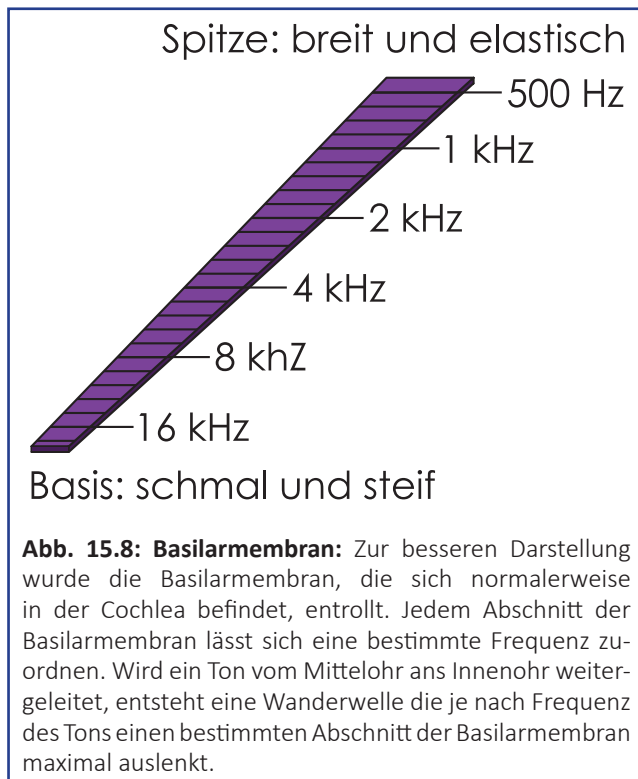 Spitze: breit und elastisch
500 Hz
1 kHz
2 kHz
4 kHz
8 khZ
16 kHz
Basis: schmal und steif
Abb. 15.8: Basilarmembran: Zur besseren Darstellung
wurde die Basilarmembran, die sich normalerweise
in der Cochlea befindet, entrollt. Jedem Abschnitt der
Basilarmembran lässt sich eine bestimmte Frequenz zu-
ordnen. Wird ein Ton vom Mittelohr ans Innenohr weiter-
geleitet, entsteht eine Wanderwelle die je nach Frequenz
des Tons einen bestimmten Abschnitt der Basilarmembran
maximal auslenkt.